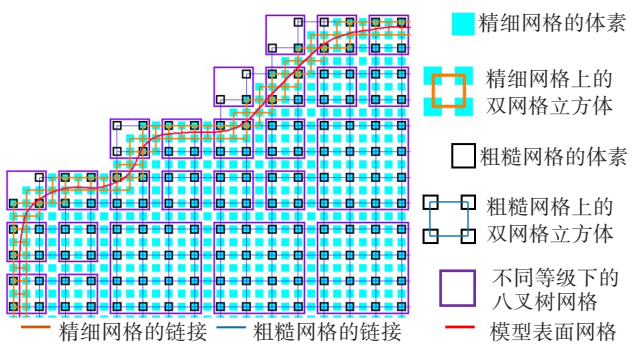 精细网格的体素
精细网格上的
双网格立方体
粗糙网格的体素
粗糙网格上的
双网格立方体
不同等级下的
八叉树网格
精细网格的链接
粗糙网格的链接
模型表面网格